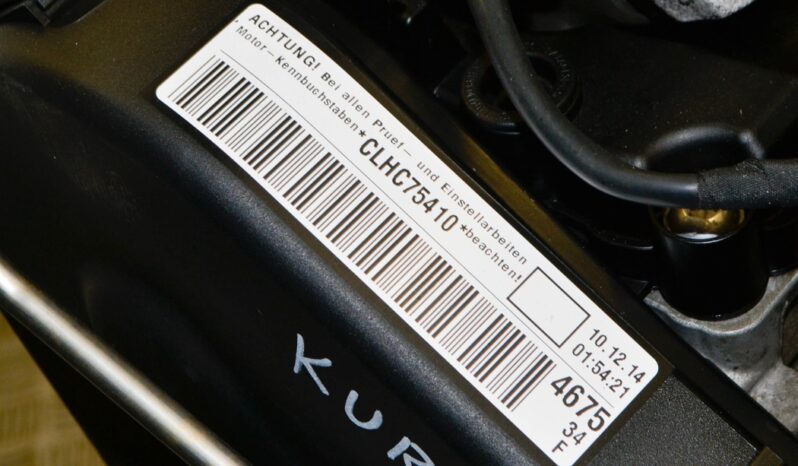 ACHTUNG! Bei allen Pruef- und Einstellarbeiten
Motor-Kennbuchstaben *CLHC75410 *beachten!
10.12.14
01:54:21
4675
34
F
KUR